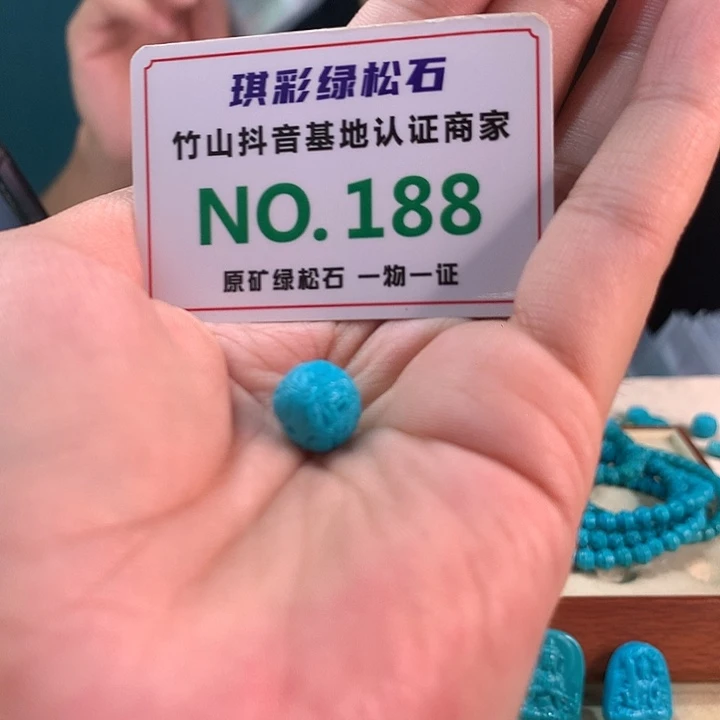 琪彩绿松石
竹山抖音基地认证商家
NO.188
原矿绿松石 一物一证